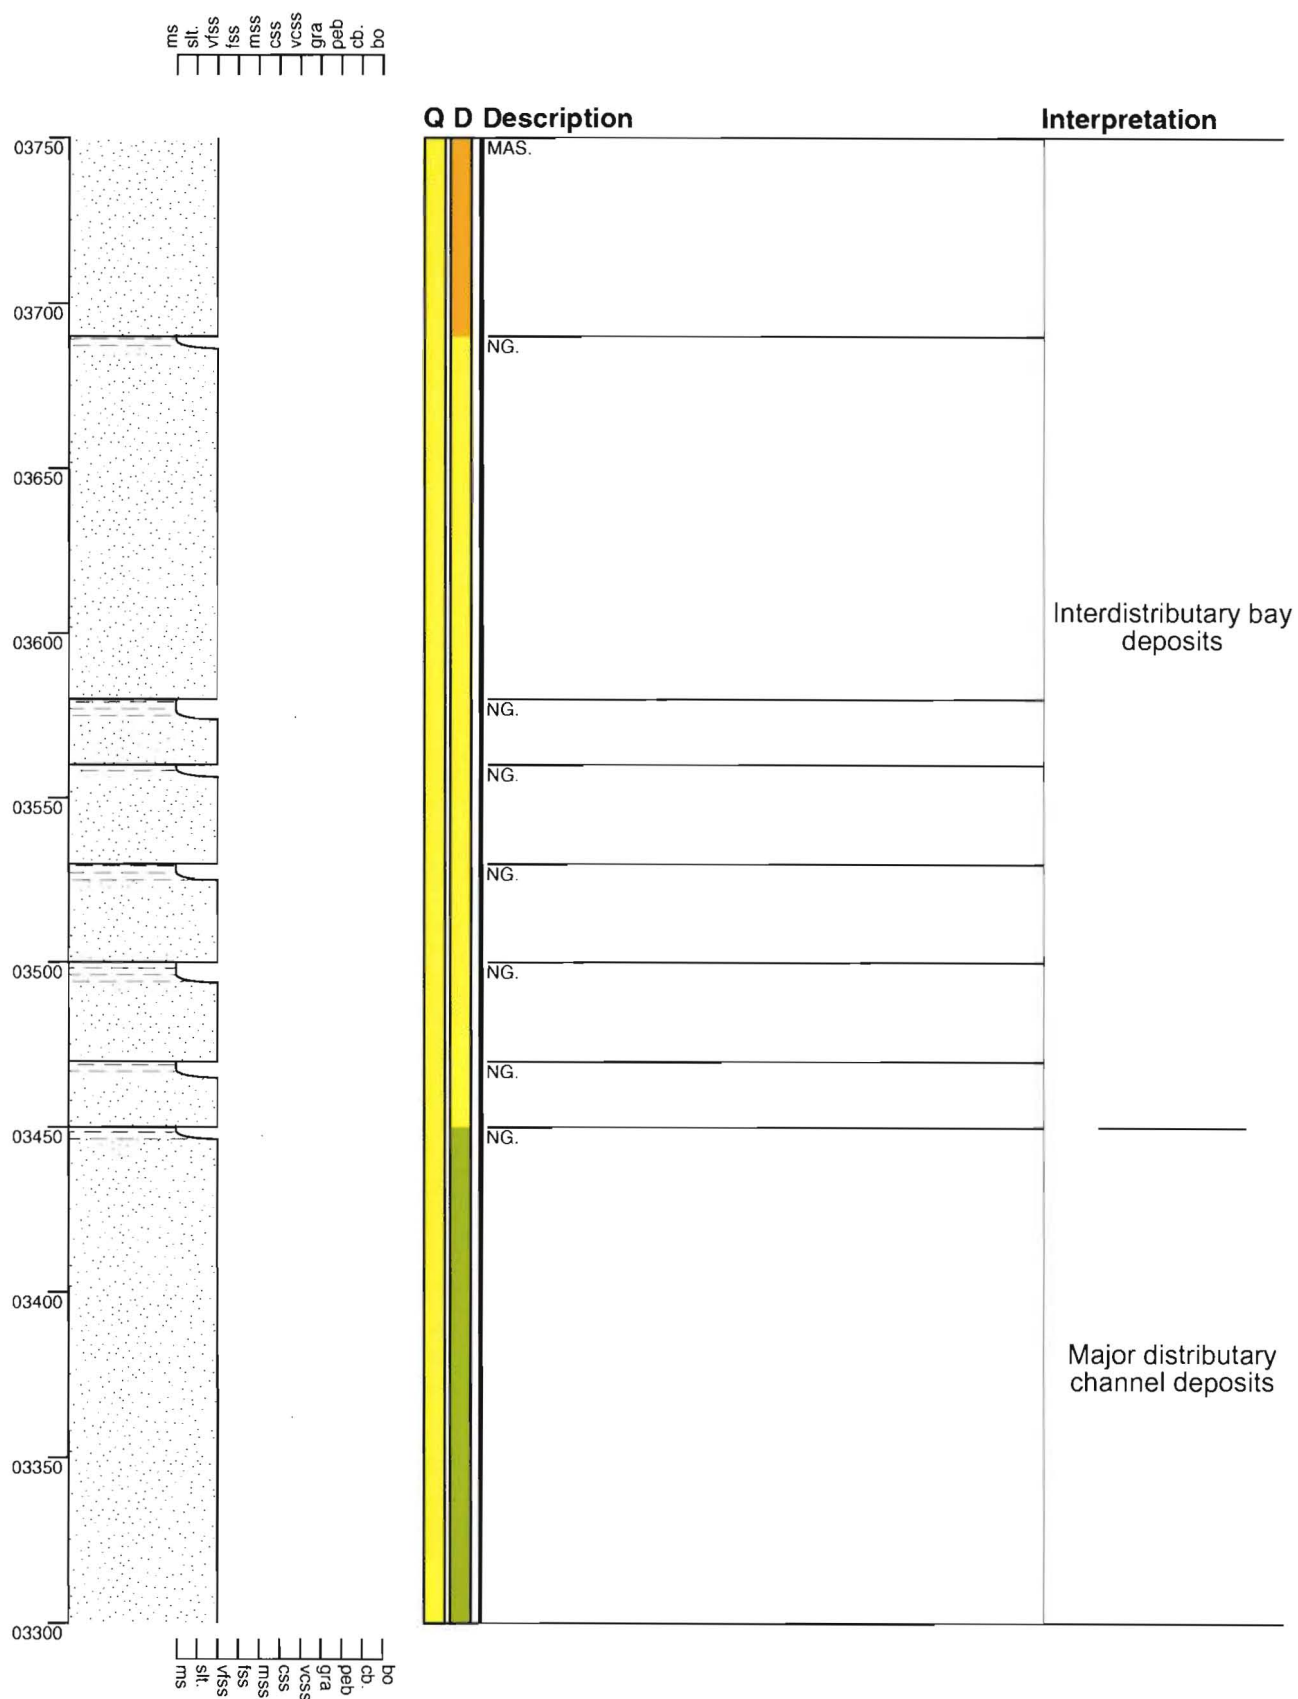 ms slt. vfss fss mss css vcss gra peb cb. bo
Q D Description Interpretation
03750 MAS.
03700
NG.
03650
Interdistributary bay
03600 deposits
NG.
NG.
03550
NG.
03500 NG.
NG.
03450 NG.
03400
Major distributary
channel deposits
03350
03300
ms slt. vfss fss mss css vcss gra peb cb. bo